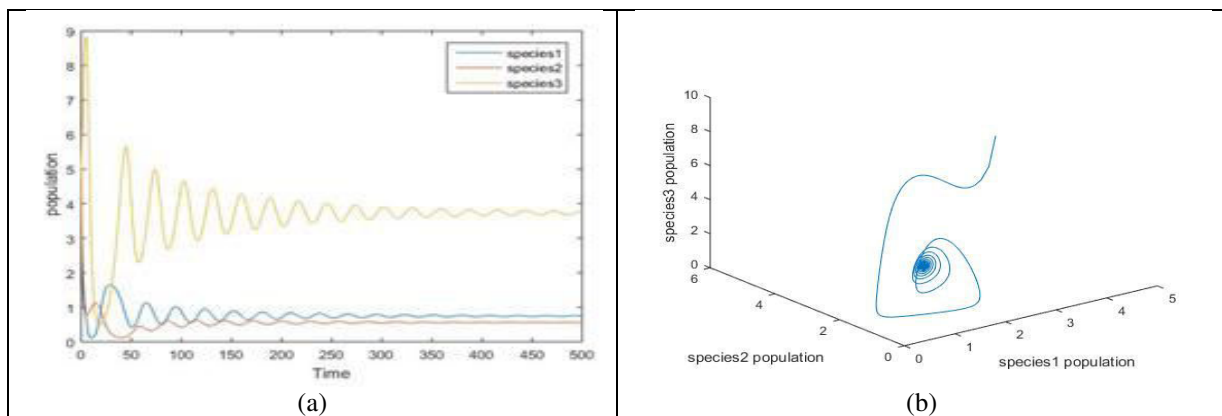 9
8
7
6
5
4
3
2
1
0
population
species1
species2
species3
0 50 100 150 200 250 300 350 400 450 500
Time
(a)
10
8
6
4
2
0
species3 population
6
4
2
0
species2 population
0
1
2
3
4
5
species1 population
(b)